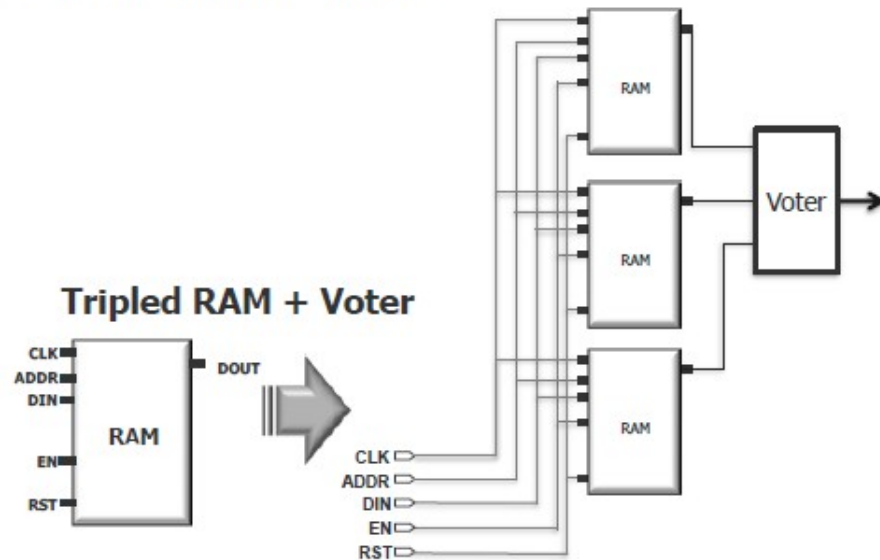 Tripled RAM + Voter
CLK
ADDR
DIN
EN
RST
RAM
DOUT
CLK
ADDR
DIN
EN
RST
RAM
RAM
RAM
Voter